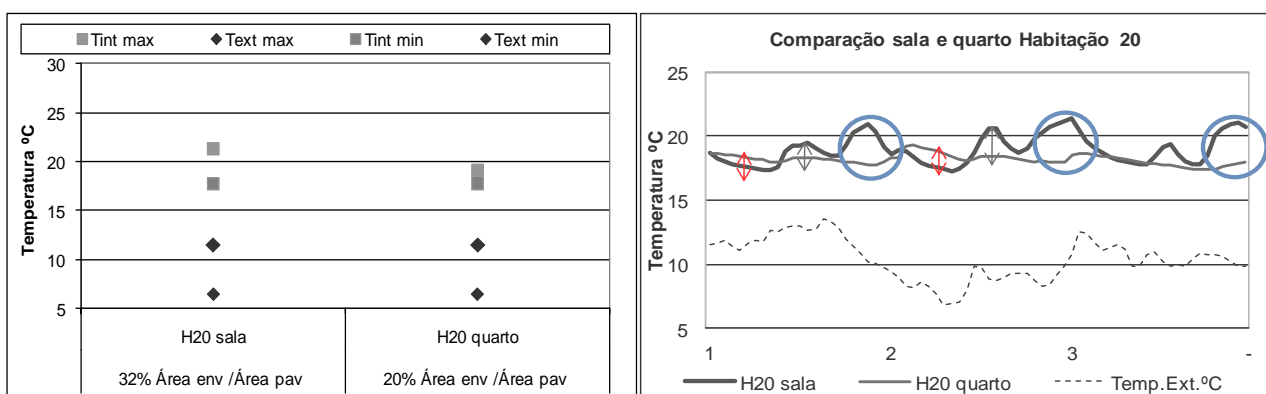 Tint max Text max Tint min Text min
Temperatura ºC
30
25
20
15
10
5
H20 sala H20 quarto
32% Área env /Área pav 20% Área env /Área pav
Comparação sala e quarto Habitação 20
Temperatura ºC
25
20
15
10
5
1 2 3 -
H20 sala H20 quarto Temp.Ext.ºC